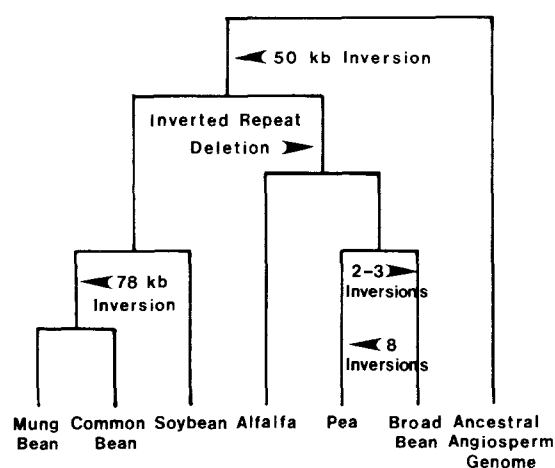 50 kb Inversion
Inverted Repeat
Deletion
78 kb
Inversion
2-3
Inversions
8
Inversions
Mung
Bean
Common
Bean
Soybean
Alfalfa
Pea
Broad
Bean
Ancestral
Angiosperm
Genome